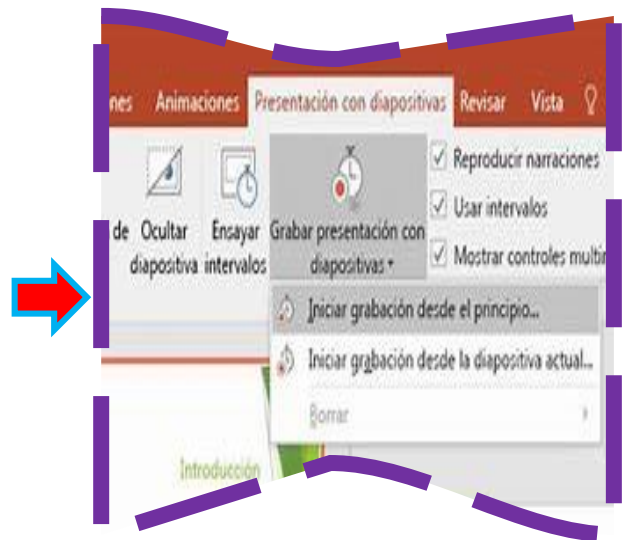 nes Animaciones Presentación con diapositivas Revisar Vista
de Ocultar diapositiva
Ensayar intervalos
Grabar presentación con diapositivas
Reproducir narraciones
Usar intervalos
Mostrar controles multim
Iniciar grabación desde el principio...
Iniciar grabación desde la diapositiva actual...
Borrar
Introducción